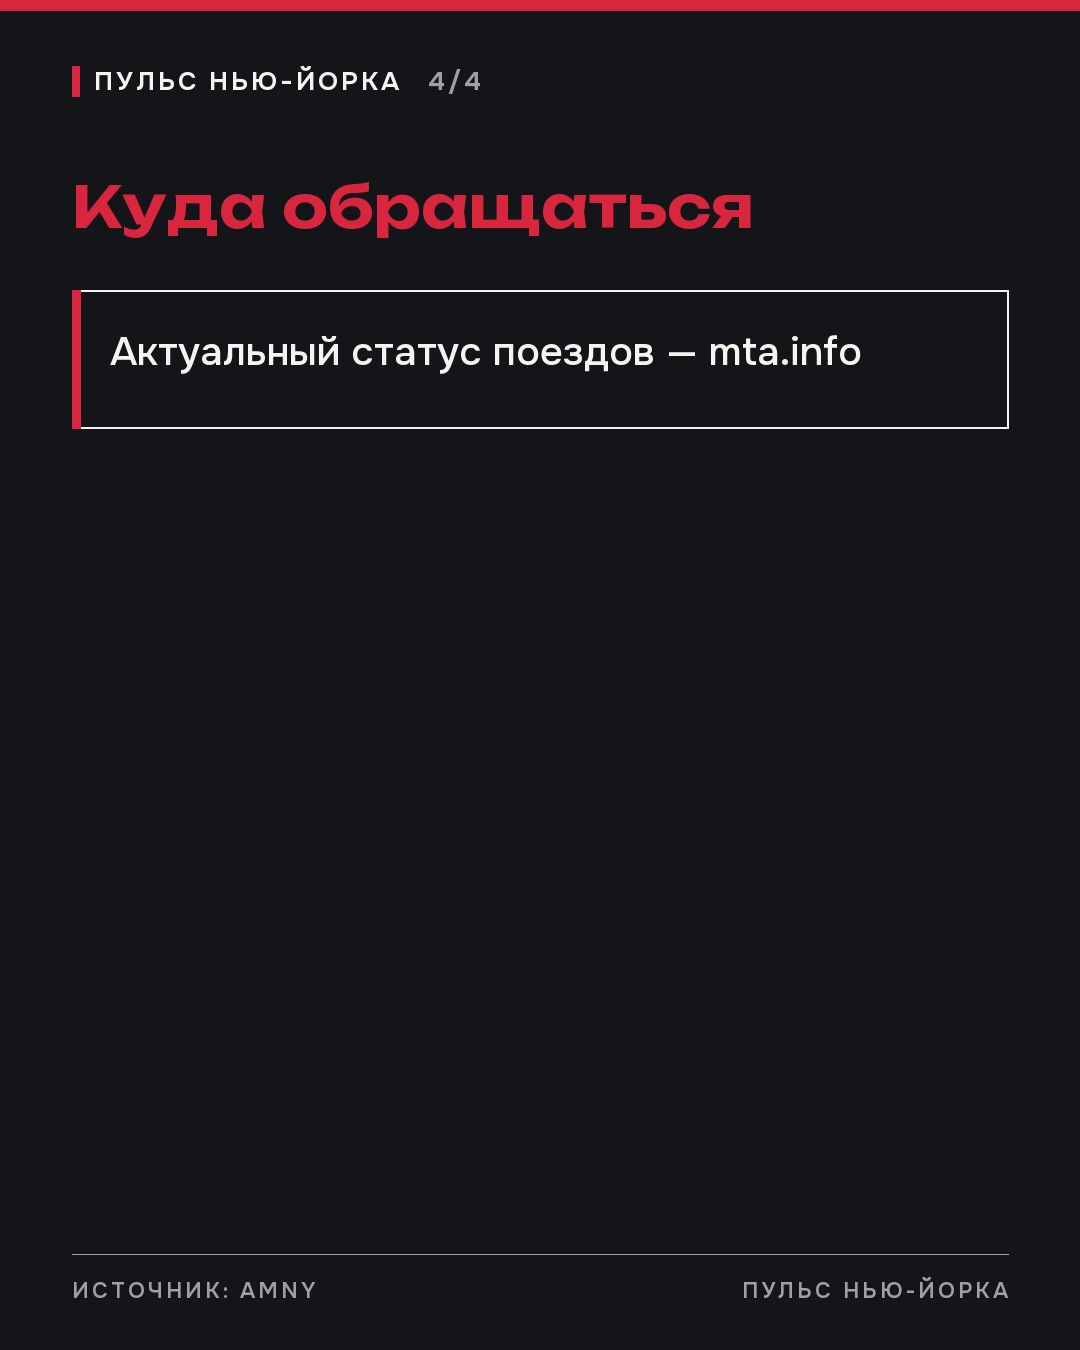 ПУЛЬС НЬЮ-ЙОРКА 4/4
Куда обращаться
Актуальный статус поездов — mta.info
ИСТОЧНИК: AMNY
ПУЛЬС НЬЮ-ЙОРКА